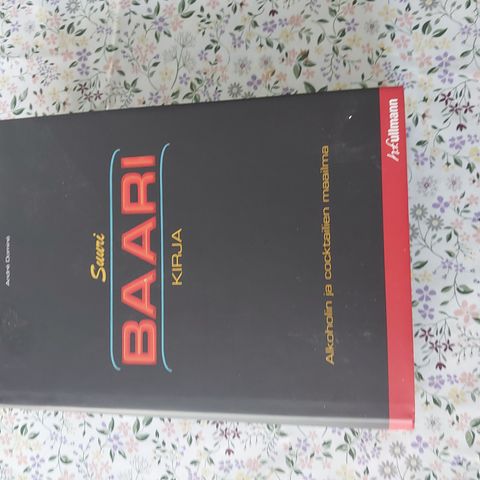 André Dominé
Suuri
BAARI
KIRJA
Alkoholin ja cocktailien maailma
h.f.ullmann